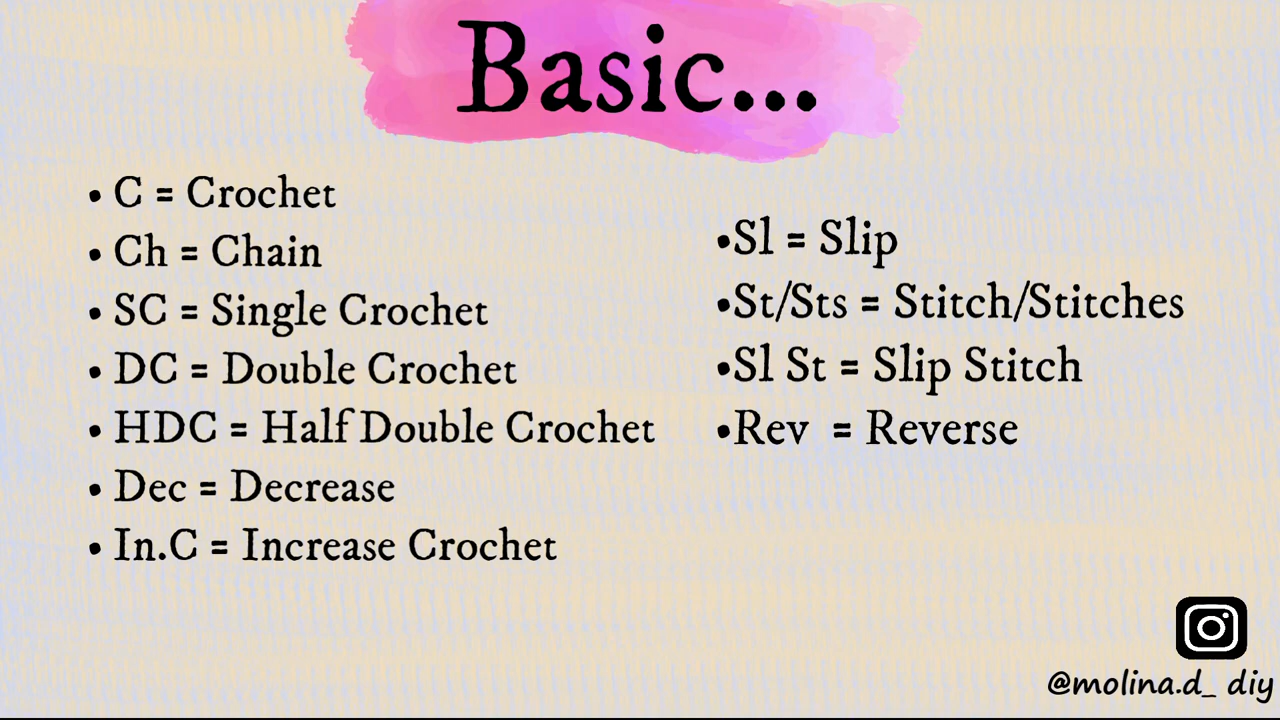 Basic...
• C = Crochet
• Ch = Chain
• SC = Single Crochet
• DC = Double Crochet
• HDC = Half Double Crochet
• Dec = Decrease
• In.C = Increase Crochet
•Sl = Slip
•St/Sts = Stitch/Stitches
•Sl St = Slip Stitch
•Rev = Reverse
@molina.d_ diy